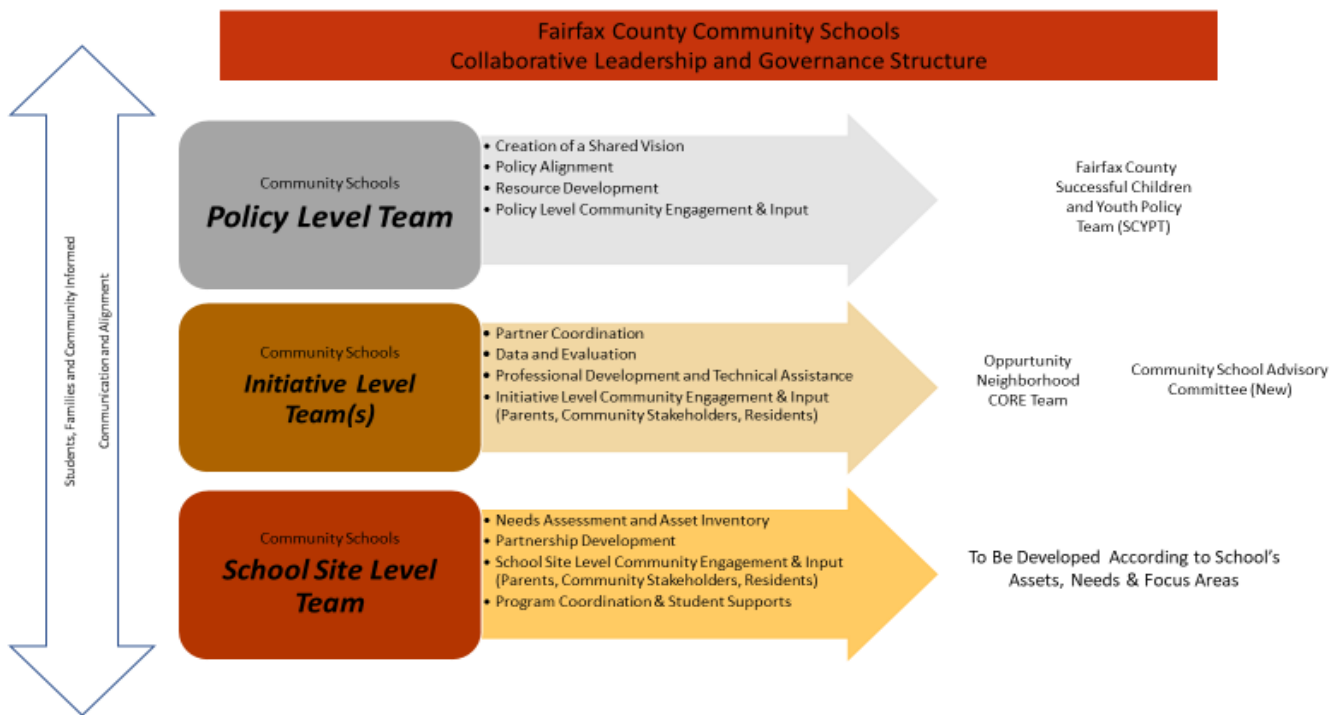 Fairfax County Community Schools
Collaborative Leadership and Governance Structure
Students, Families and Community Informed
Communication and Alignment
Community Schools
Policy Level Team
• Creation of a Shared Vision
• Policy Alignment
• Resource Development
• Policy Level Community Engagement & Input
Fairfax County
Successful Children
and Youth Policy
Team (SCYPT)
Community Schools
Initiative Level
Team(s)
• Partner Coordination
• Data and Evaluation
• Professional Development and Technical Assistance
• Initiative Level Community Engagement & Input
(Parents, Community Stakeholders, Residents)
Oppurtunity
Neighborhood
CORE Team
Community School Advisory
Committee (New)
Community Schools
School Site Level
Team
• Needs Assessment and Asset Inventory
• Partnership Development
• School Site Level Community Engagement & Input
(Parents, Community Stakeholders, Residents)
• Program Coordination & Student Supports
To Be Developed According to School's
Assets, Needs & Focus Areas